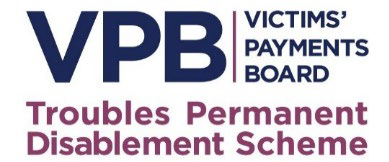 VPB
VICTIMS'
PAYMENTS
BOARD
Troubles Permanent
Disablement Scheme